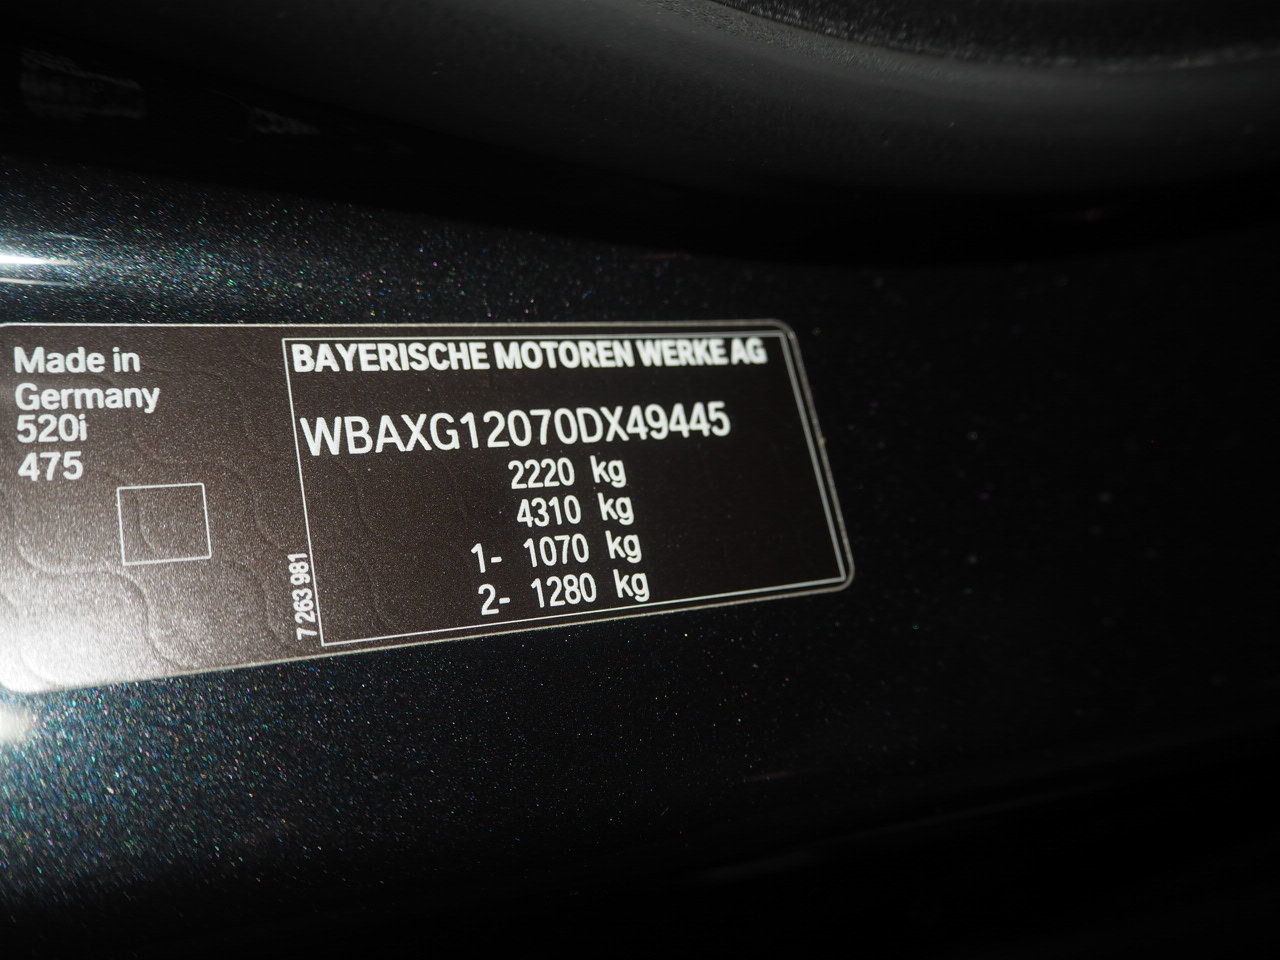 Made in
Germany
520i
475
7 263 981
BAYERISCHE MOTOREN WERKE AG
WBAXG12070DX49445
2220 kg
4310 kg
1- 1070 kg
2- 1280 kg